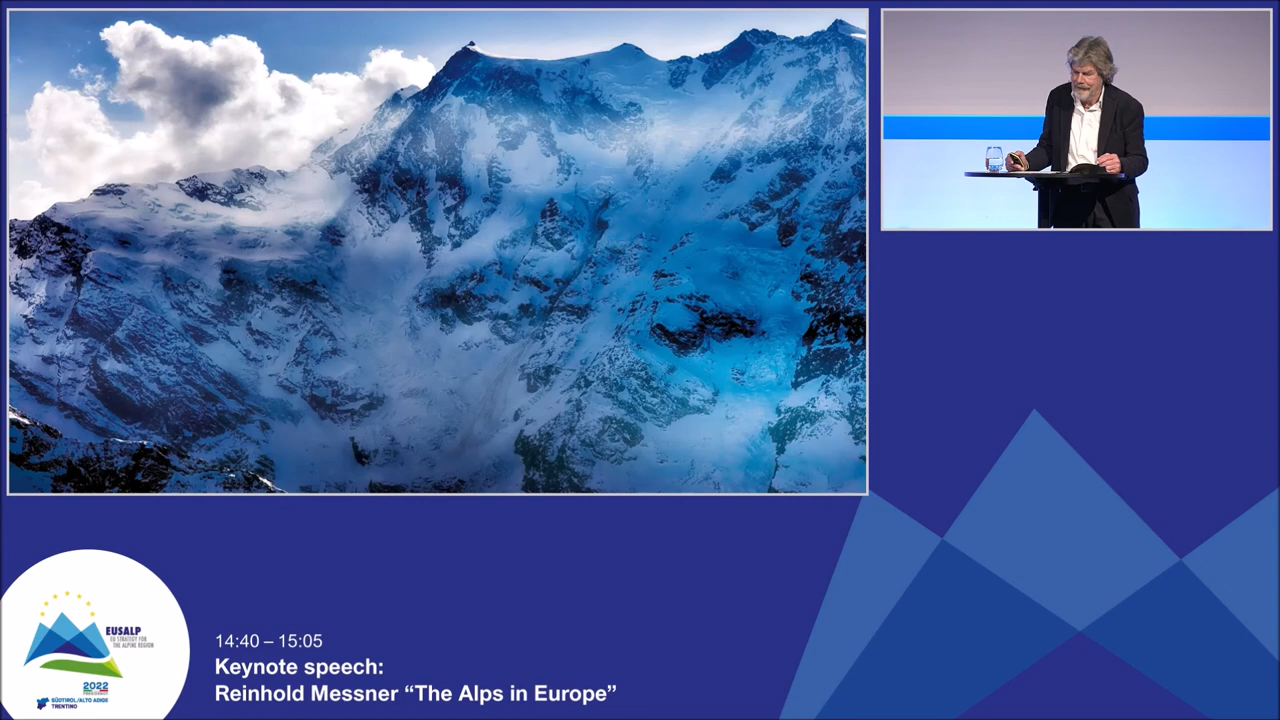 EUSALP
EU STRATEGY FOR
THE ALPINE REGION
2022
PRESIDENCY
SÜDTIROL/ALTO ADIGE
TRENTINO
14:40 – 15:05
Keynote speech:
Reinhold Messner “The Alps in Europe”